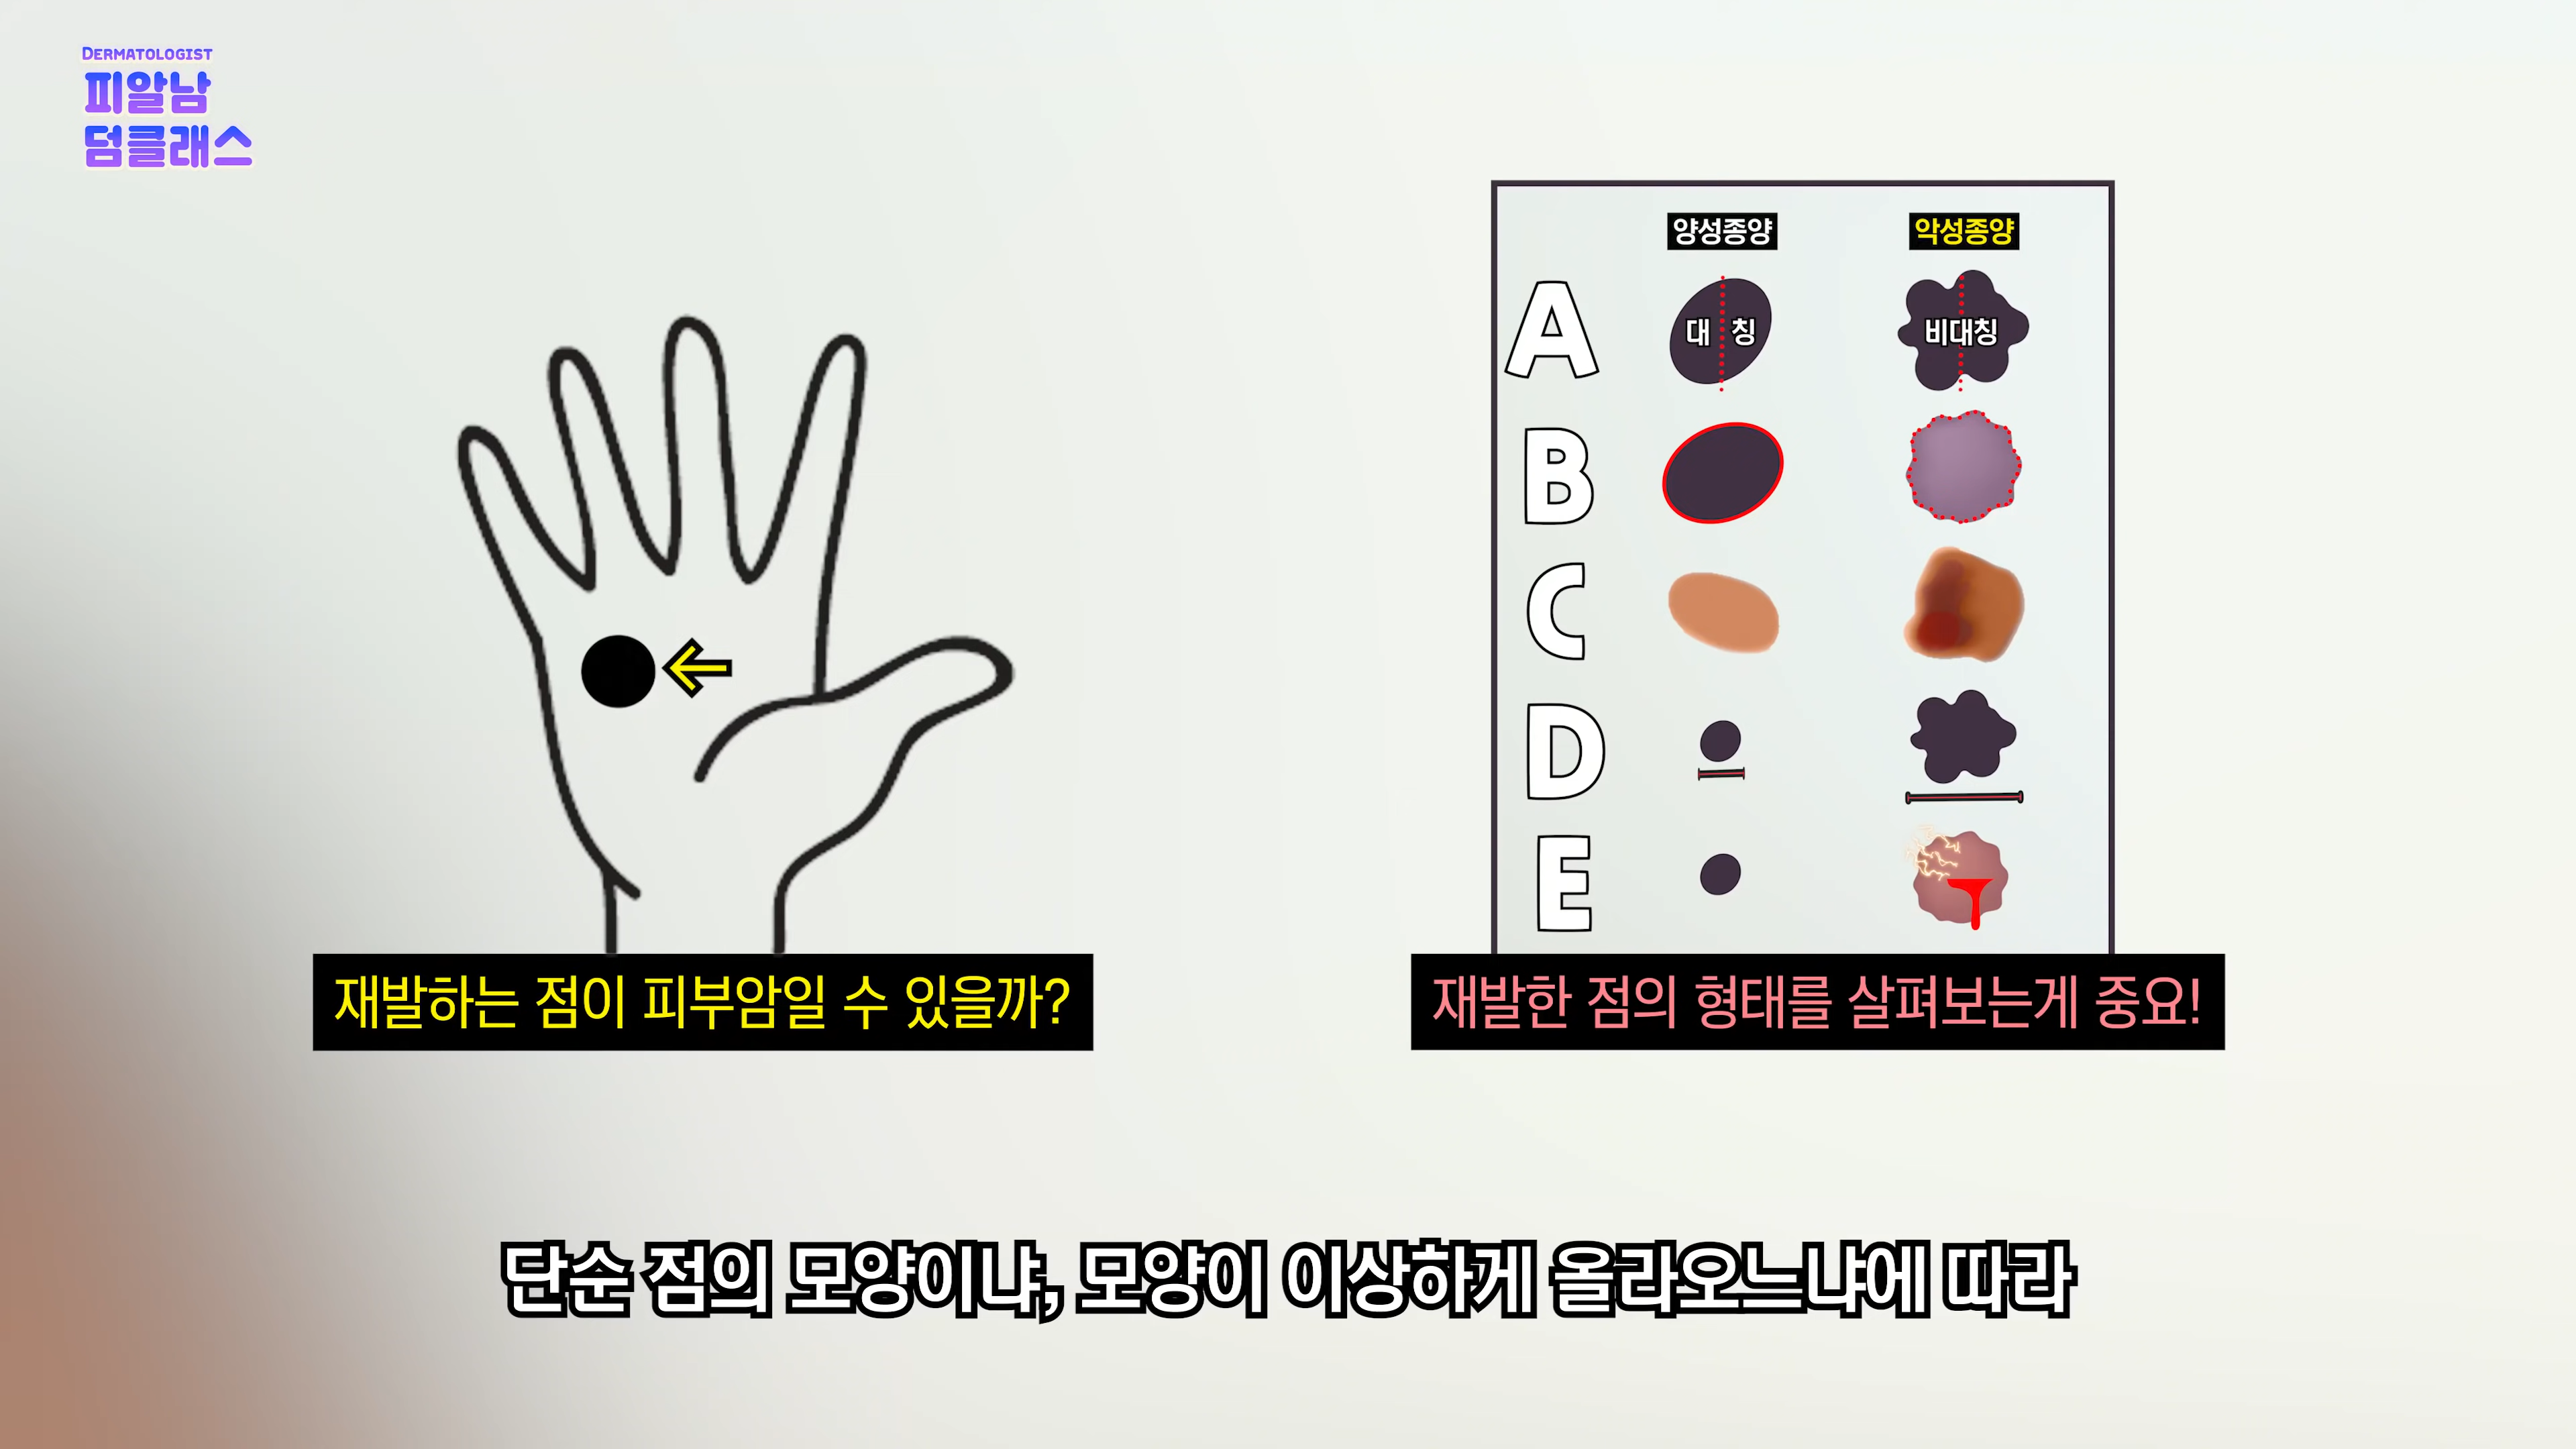 DERMATOLOGIST
피알남
덤클래스
양성종양
악성종양
A
대 칭
비대칭
B
C
D
E
재발하는 점이 피부암일 수 있을까?
재발한 점의 형태를 살펴보는게 중요!
단순 점의 모양이냐, 모양이 이상하게 올라오느냐에 따라